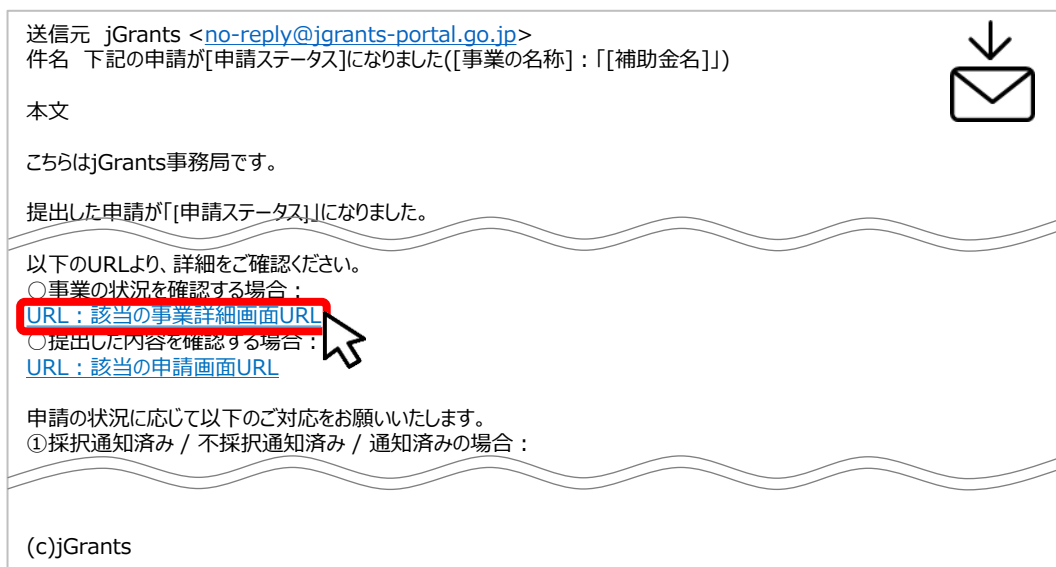 送信元 jGrants <no-reply@jgrants-portal.go.jp>
件名 下記の申請が[申請ステータス]になりました([事業の名称]:「[補助金名]」)
本文
こちらはjGrants事務局です。
提出した申請が「[申請ステータス]」になりました。
以下のURLより、詳細をご確認ください。
○事業の状況を確認する場合：
URL：該当の事業詳細画面URL
○提出した内容を確認する場合：
URL：該当の申請画面URL
申請の状況に応じて以下のご対応をお願いいたします。
①採択通知済み / 不採択通知済み / 通知済みの場合：
(c)jGrants